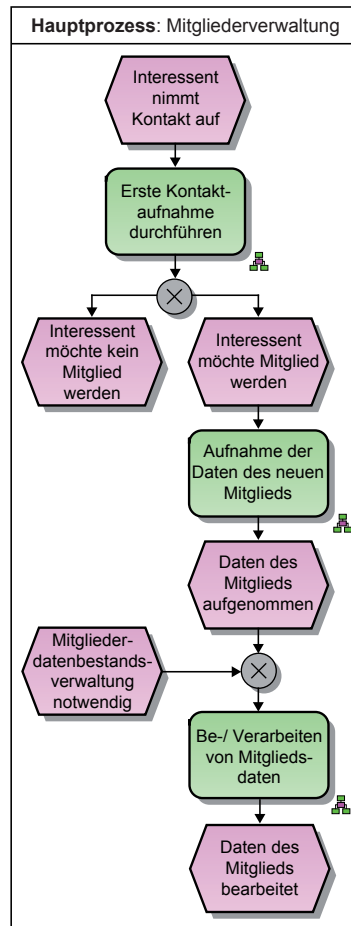 Hauptprozess: Mitgliederverwaltung
Interessent
nimmt
Kontakt auf
Erste Kontakt-
aufnahme
durchführen
Interessent
möchte kein
Mitglied
werden
Interessent
möchte Mitglied
werden
Aufnahme der
Daten des neuen
Mitglieds
Daten des
Mitglieds
aufgenommen
Mitglieder-
datenbestands-
verwaltung
notwendig
Be-/ Verarbeiten
von Mitglieds-
daten
Daten des
Mitglieds
bearbeitet